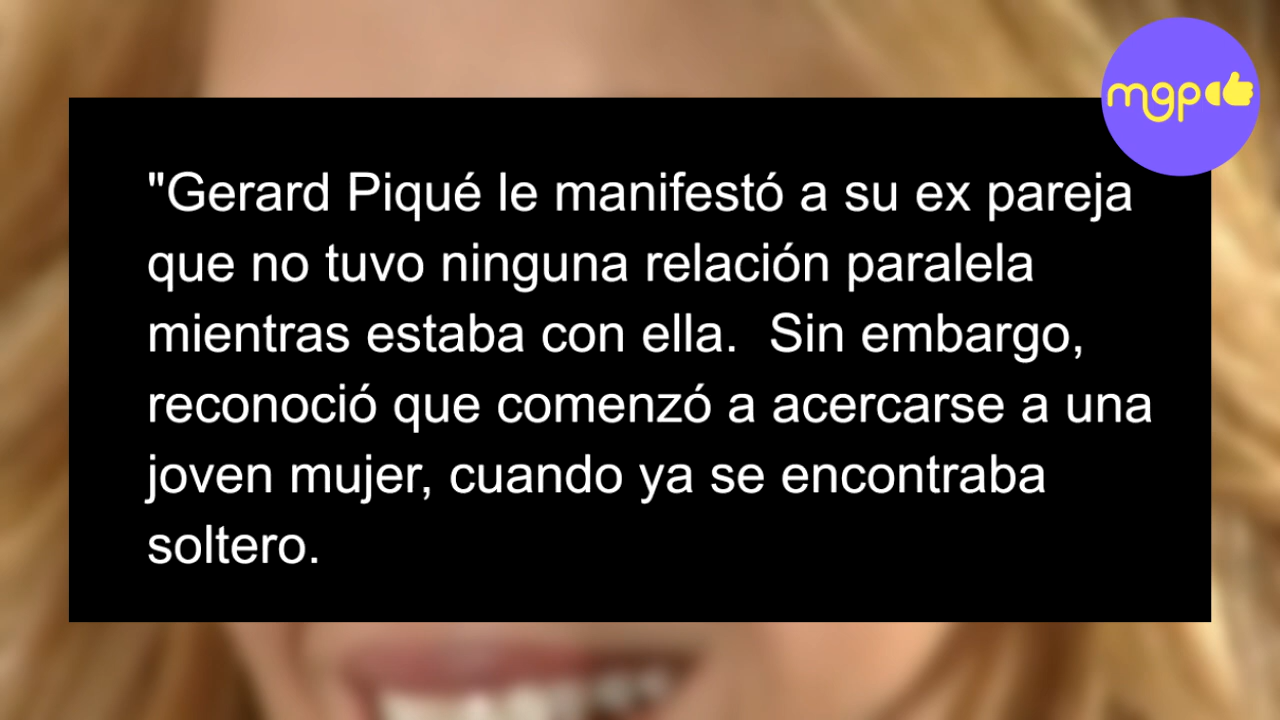 mgp
"Gerard Piqué le manifestó a su ex pareja
que no tuvo ninguna relación paralela
mientras estaba con ella.  Sin embargo,
reconoció que comenzó a acercarse a una
joven mujer, cuando ya se encontraba
soltero.